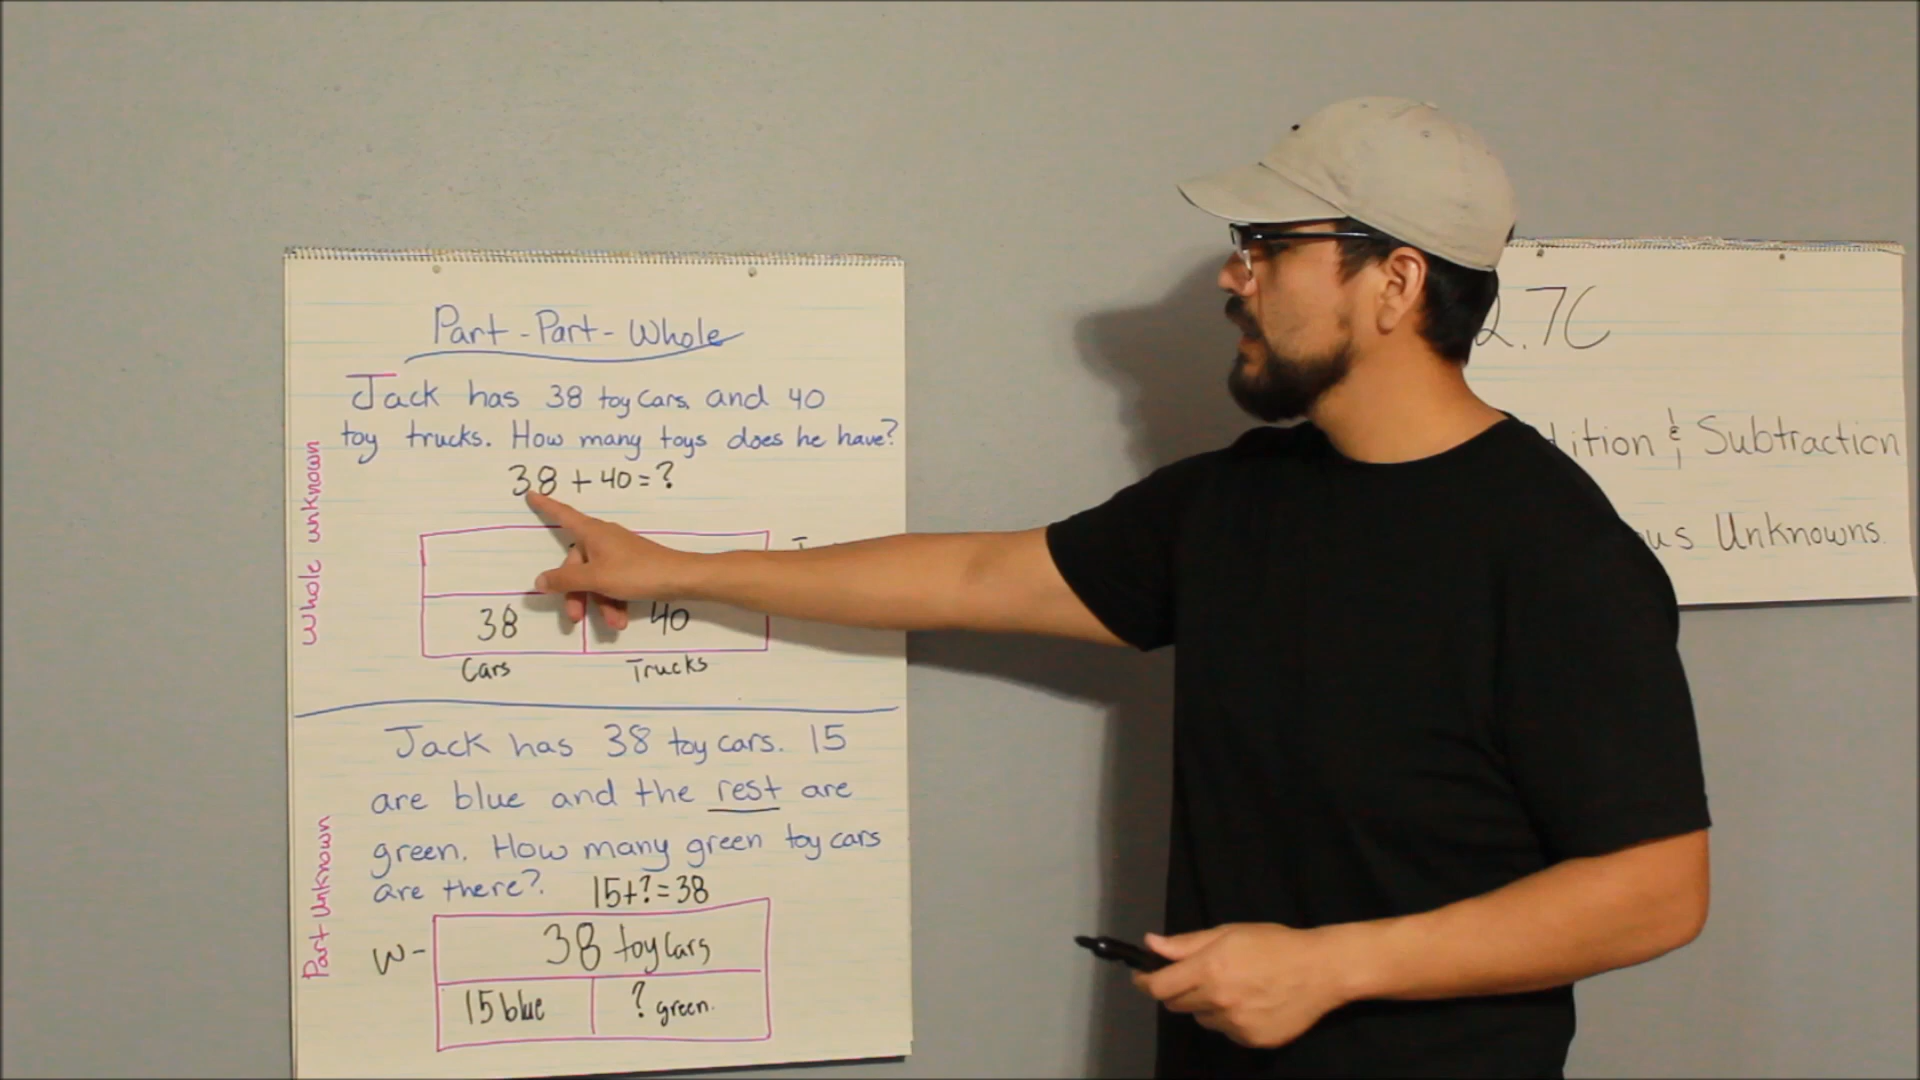 Part-Part-Whole
Jack has 38 toy cars and 40
toy trucks. How many toys does he have?
38 + 40 = ?
Whole unknown
38
40
Cars
Trucks
Jack has 38 toy cars. 15
are blue and the rest are
green. How many green toy cars
are there?
15+?=38
Part Unknown
W-
38 toy cars
15 blue
? green.
2.7C
& Subtraction
Unknowns.